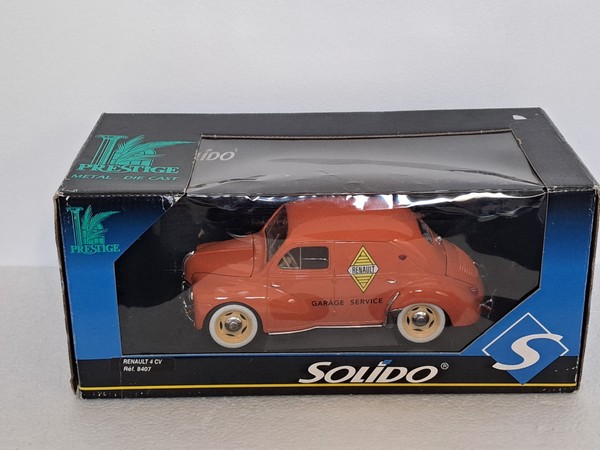 PRESTIGE
METAL - DIE CAST
SOLIDO
PRESTIGE
RENAULT
GARAGE SERVICE
RENAULT 4 CV
Réf. 8407
SOLIDO®
S